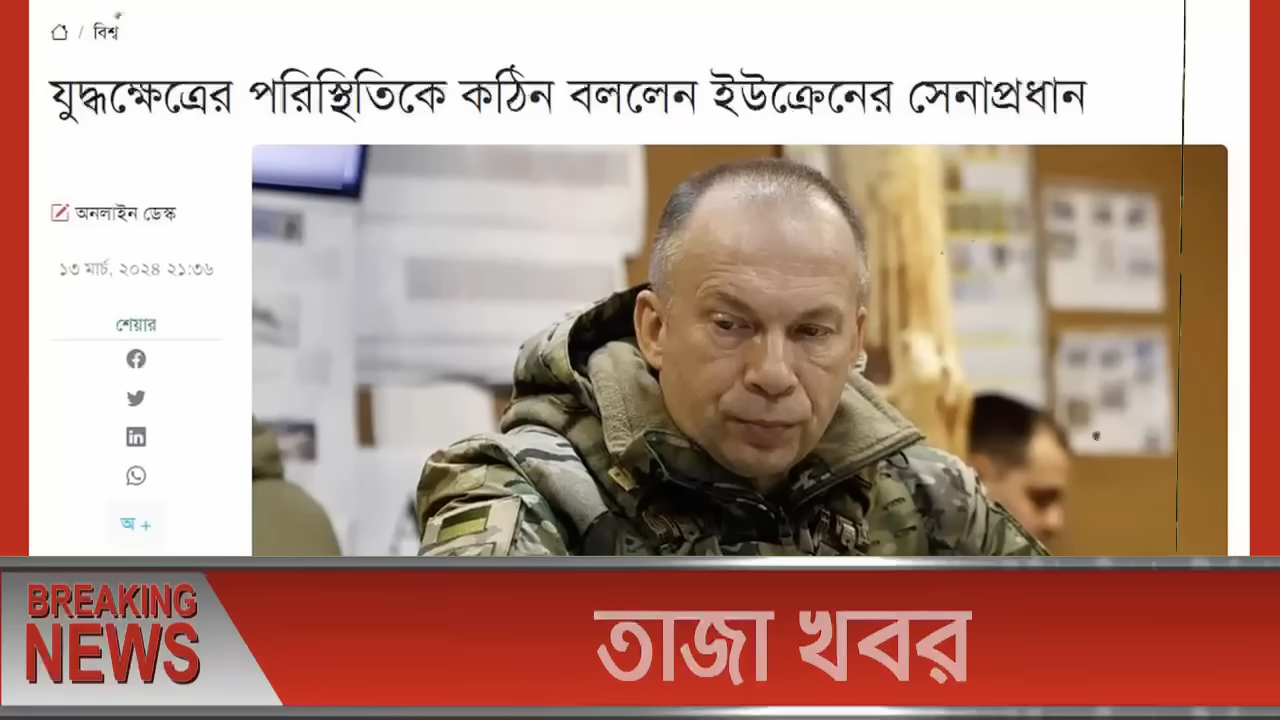 / বিশ্ব
যুদ্ধক্ষেত্রের পরিস্থিতিকে কঠিন বললেন ইউক্রেনের সেনাপ্রধান
অনলাইন ডেস্ক
১৩ মার্চ, ২০২৪ ২১:৩৬
শেয়ার
অ +
BREAKING
NEWS
তাজা খবর